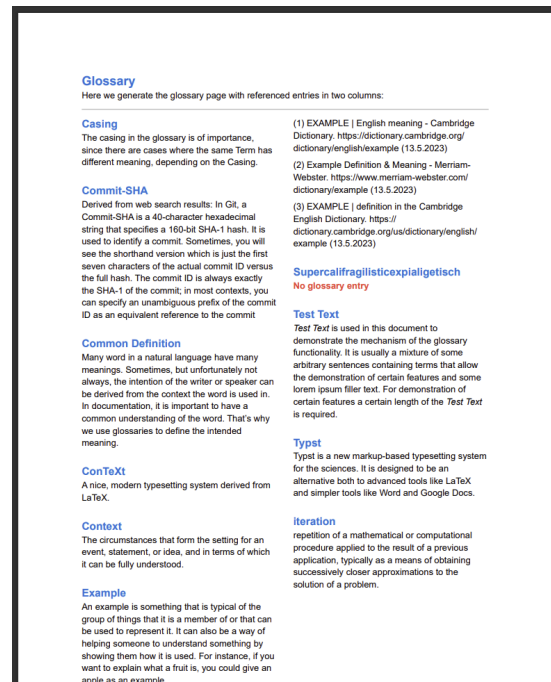 Glossary
Here we generate the glossary page with referenced entries in two columns:
Casing
The casing in the glossary is of importance,
since there are cases where the same Term has
different meaning, depending on the Casing.
Commit-SHA
Derived from web search results: In Git, a
Commit-SHA is a 40-character hexadecimal
string that specifies a 160-bit SHA-1 hash. It is
used to identify a commit. Sometimes, you will
see the shorthand version which is just the first
seven characters of the actual commit ID versus
the full hash. The commit ID is always exactly
the SHA-1 of the commit; in most contexts, you
can specify an unambiguous prefix of the commit
ID as an equivalent reference to the commit
Common Definition
Many word in a natural language have many
meanings. Sometimes, but unfortunately not
always, the intention of the writer or speaker can
be derived from the context the word is used in.
In documentation, it is important to have a
common understanding of the word. That's why
we use glossaries to define the intended
meaning.
ConTeXt
A nice, modern typesetting system derived from
LaTeX.
Context
The circumstances that form the setting for an
event, statement, or idea, and in terms of which
it can be fully understood.
Example
An example is something that is typical of the
group of things that it is a member of or that can
be used to represent it. It can also be a way of
helping someone to understand something by
showing them how it is used. For instance, if you
want to explain what a fruit is, you could give an
apple as an example.
(1) EXAMPLE | English meaning - Cambridge
Dictionary. https://dictionary.cambridge.org/
dictionary/english/example (13.5.2023)
(2) Example Definition & Meaning - Merriam-
Webster. https://www.merriam-webster.com/
dictionary/example (13.5.2023)
(3) EXAMPLE | definition in the Cambridge
English Dictionary. https://
dictionary.cambridge.org/us/dictionary/english/
example (13.5.2023)
Supercalifragilisticexpialigetisch
No glossary entry
Test Text
Test Text is used in this document to
demonstrate the mechanism of the glossary
functionality. It is usually a mixture of some
arbitrary sentences containing terms that allow
the demonstration of certain features and some
lorem ipsum filler text. For demonstration of
certain features a certain length of the Test Text
is required.
Typst
Typst is a new markup-based typesetting system
for the sciences. It is designed to be an
alternative both to advanced tools like LaTeX
and simpler tools like Word and Google Docs.
iteration
repetition of a mathematical or computational
procedure applied to the result of a previous
application, typically as a means of obtaining
successively closer approximations to the
solution of a problem.